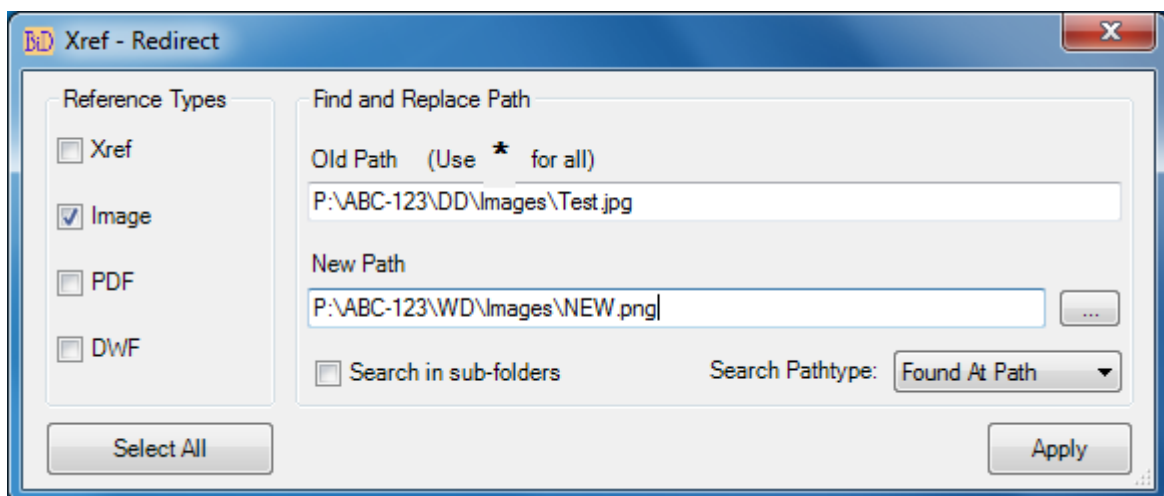 BiD Xref - Redirect
Reference Types
Xref
Image
PDF
DWF
Select All
Find and Replace Path
Old Path (Use * for all)
P:\ABC-123\DD\Images\Test.jpg
New Path
P:\ABC-123\WD\Images\NEW.png
...
Search in sub-folders
Search Pathtype: Found At Path
Apply